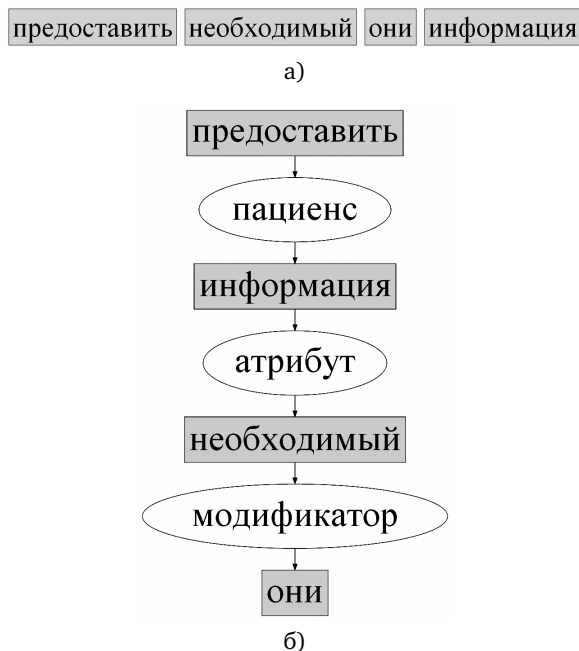 предоставить необходимый они информация
а)
предоставить
пациенс
информация
атрибут
необходимый
модификатор
они
б)